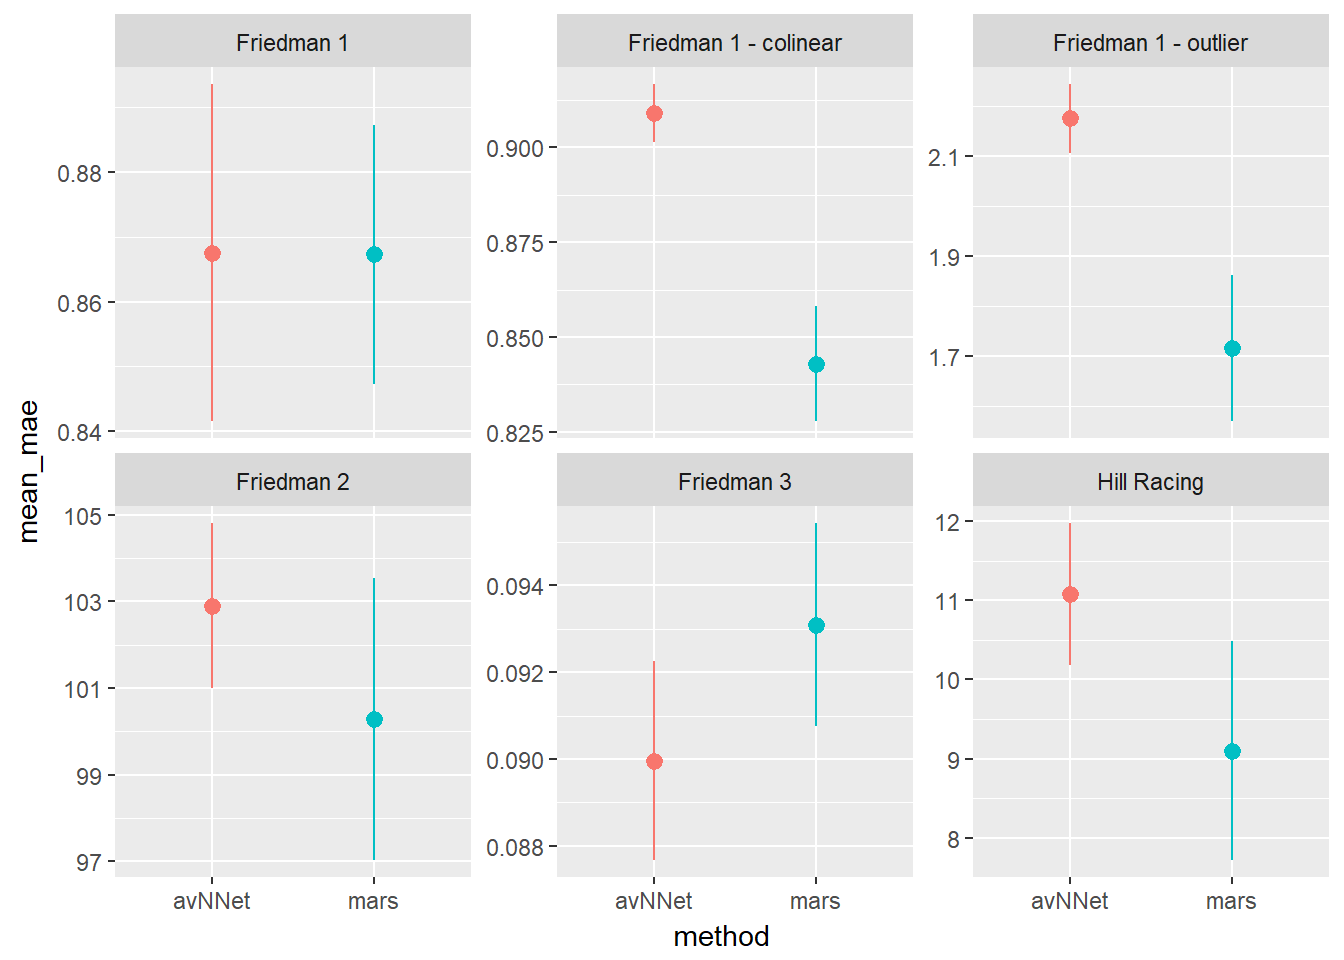 Friedman 1
Friedman 1 - colinear
Friedman 1 - outlier
0.88
0.86
0.84
0.900
0.875
0.850
0.825
2.1
1.9
1.7
mean_mae
Friedman 2
Friedman 3
Hill Racing
105
103
101
99
97
0.094
0.092
0.090
0.088
12
11
10
9
8
avNNet mars
avNNet mars
avNNet mars
method